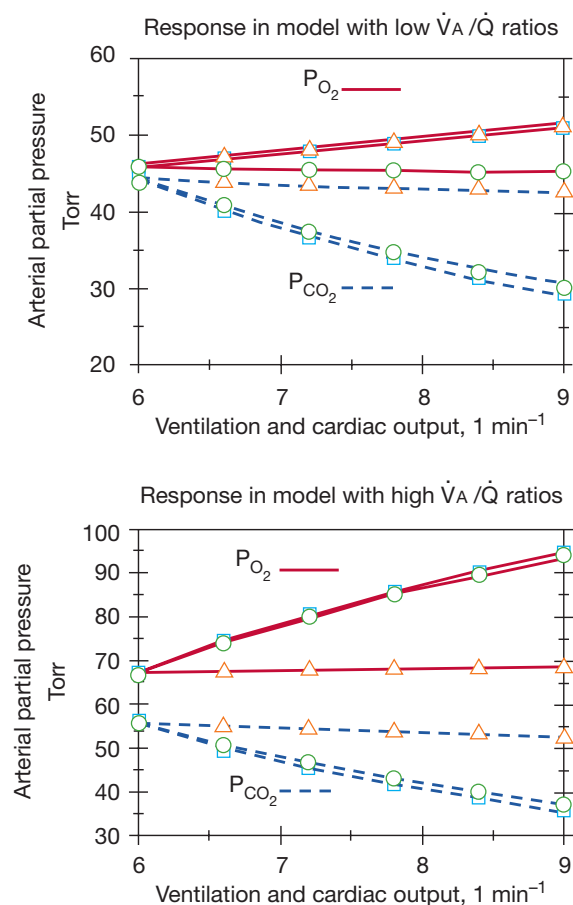 Response in model with low V̇A/Q̇ ratios
60
50
40
30
20
Arterial partial pressure
Torr
PO2
PCO2
6 7 8 9
Ventilation and cardiac output, 1 min−1
Response in model with high V̇A/Q̇ ratios
100
90
80
70
60
50
40
30
Arterial partial pressure
Torr
PO2
PCO2
6 7 8 9
Ventilation and cardiac output, 1 min−1